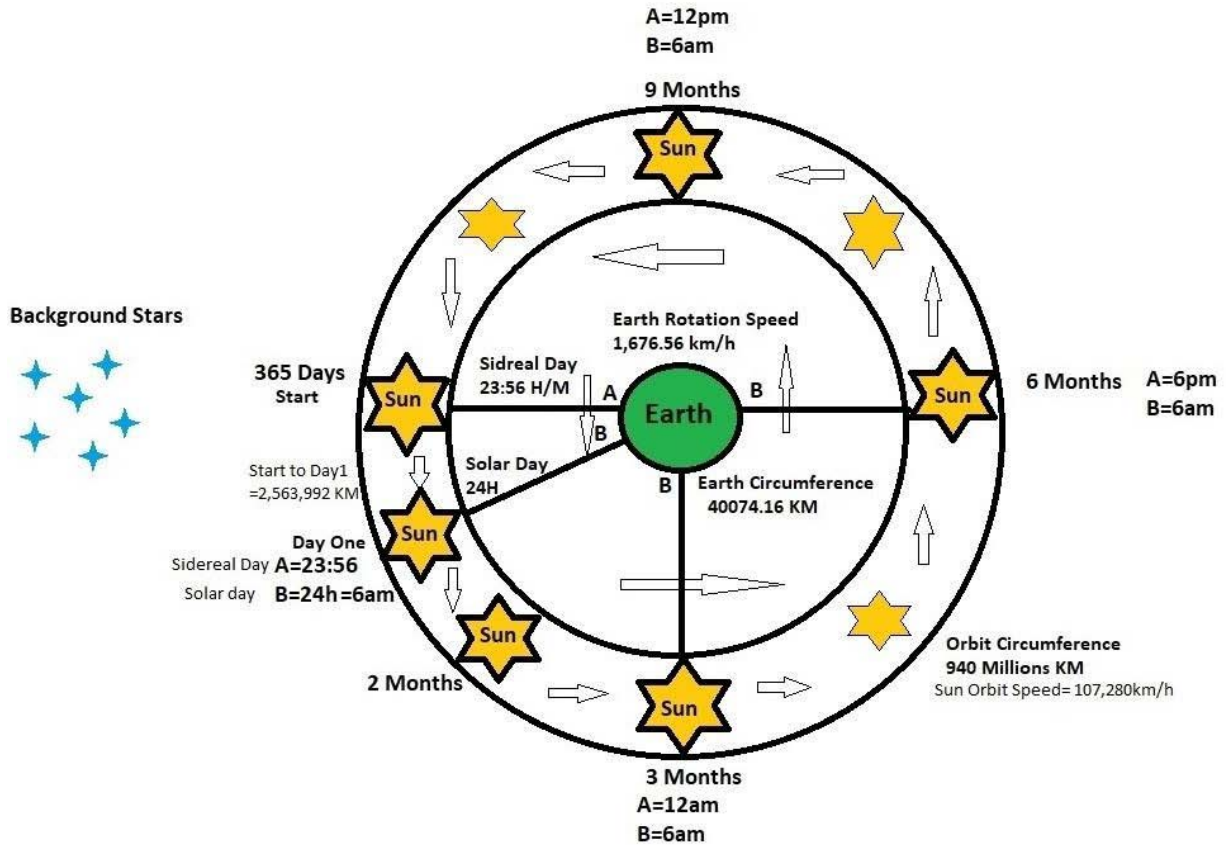 A=12pm
B=6am
9 Months
Sun
Background Stars
Earth Rotation Speed
1,676.56 km/h
365 Days
Start
Sun
Sidreal Day
23:56 H/M
A
B
Earth
B
Sun
6 Months
A=6pm
B=6am
Solar Day
24H
B
Earth Circumference
40074.16 KM
Start to Day1
=2,563,992 KM
Sun
Day One
Sidereal Day A=23:56
Solar day B=24h =6am
Sun
2 Months
Orbit Circumference
940 Millions KM
Sun Orbit Speed= 107,280km/h
Sun
3 Months
A=12am
B=6am